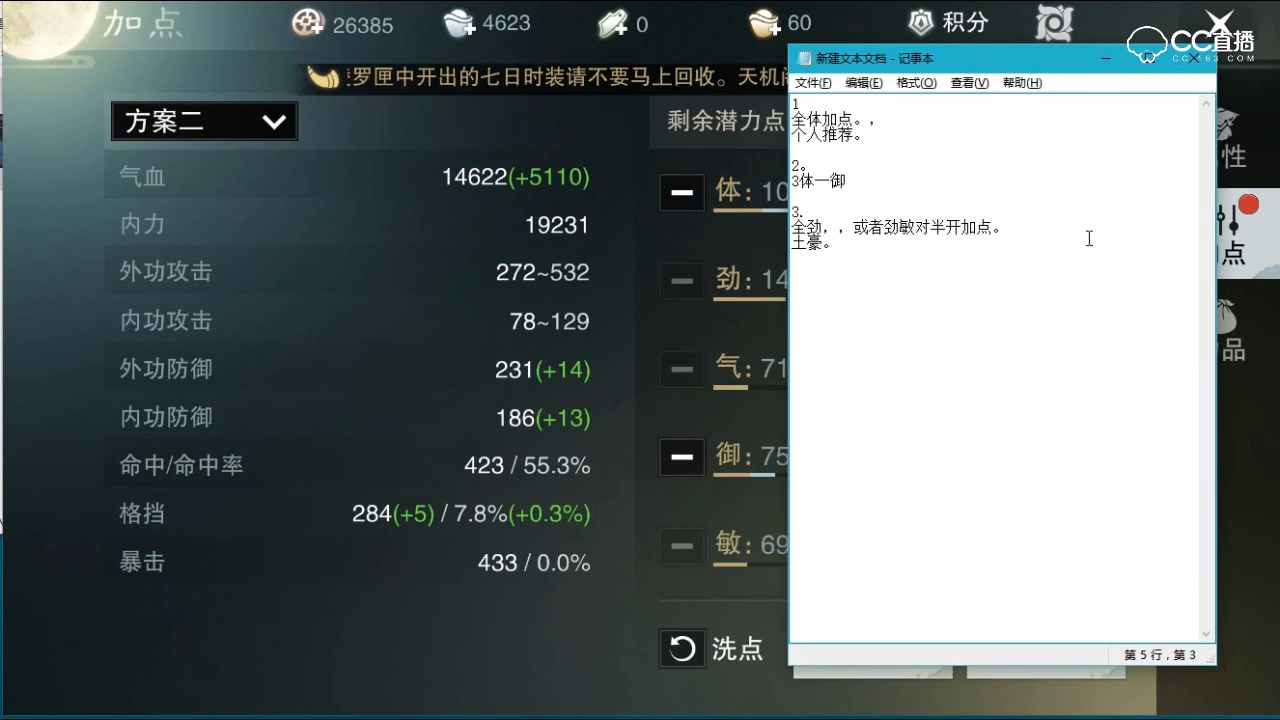 加点
26385
4623
0
60
积分
CC直播
CC163.COM
罗匣中开出的七日时装请不要马上回收。天机
方案二
剩余潜力点
气血 14622(+5110)
内力 19231
外功攻击 272~532
内功攻击 78~129
外功防御 231(+14)
内功防御 186(+13)
命中/命中率 423 / 55.3%
格挡 284(+5) / 7.8%(+0.3%)
暴击 433 / 0.0%
体: 10
劲: 14
气: 71
御: 75
敏: 69
洗点
新建文本文档 - 记事本
文件(F) 编辑(E) 格式(O) 查看(V) 帮助(H)
1
全体加点。，
个人推荐。
2。
3体一御
3.
全劲，，或者劲敏对半开加点。
土豪。
第 5 行，第 3
性
点
品